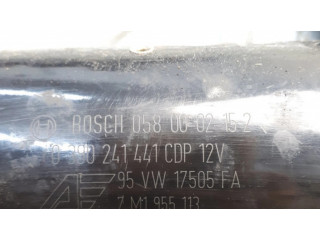 BOSCH 058 00-02-15-2
390 241 441 CDP 12V
95 VW 17505 FA
7 M1 955 113